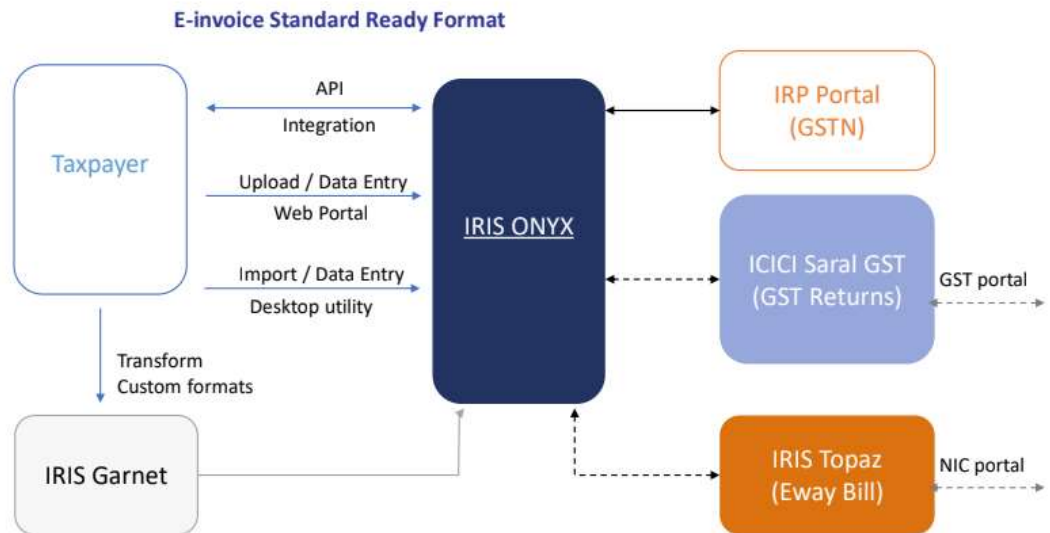 E-invoice Standard Ready Format
Taxpayer
API
Integration
Upload / Data Entry
Web Portal
Import / Data Entry
Desktop utility
Transform
Custom formats
IRIS Garnet
IRIS ONYX
IRP Portal
(GSTN)
ICICI Saral GST
(GST Returns)
GST portal
IRIS Topaz
(Eway Bill)
NIC portal